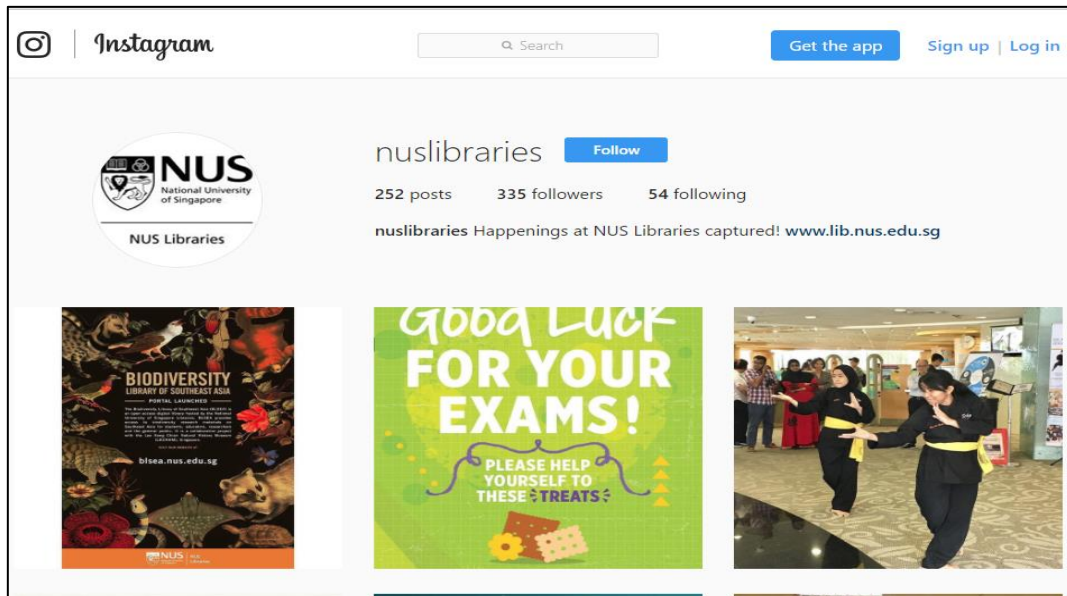 Instagram
Search
Get the app
Sign up | Log in
NUS
National University
of Singapore
NUS Libraries
nuslibraries Follow
252 posts 335 followers 54 following
nuslibraries Happenings at NUS Libraries captured! www.lib.nus.edu.sg
BIODIVERSITY
LIBRARY OF SOUTHEAST ASIA
PORTAL LAUNCHED
blsea.nus.edu.sg
NUS
Good Luck
FOR YOUR
EXAMS!
PLEASE HELP
YOURSELF TO
THESE TREATS